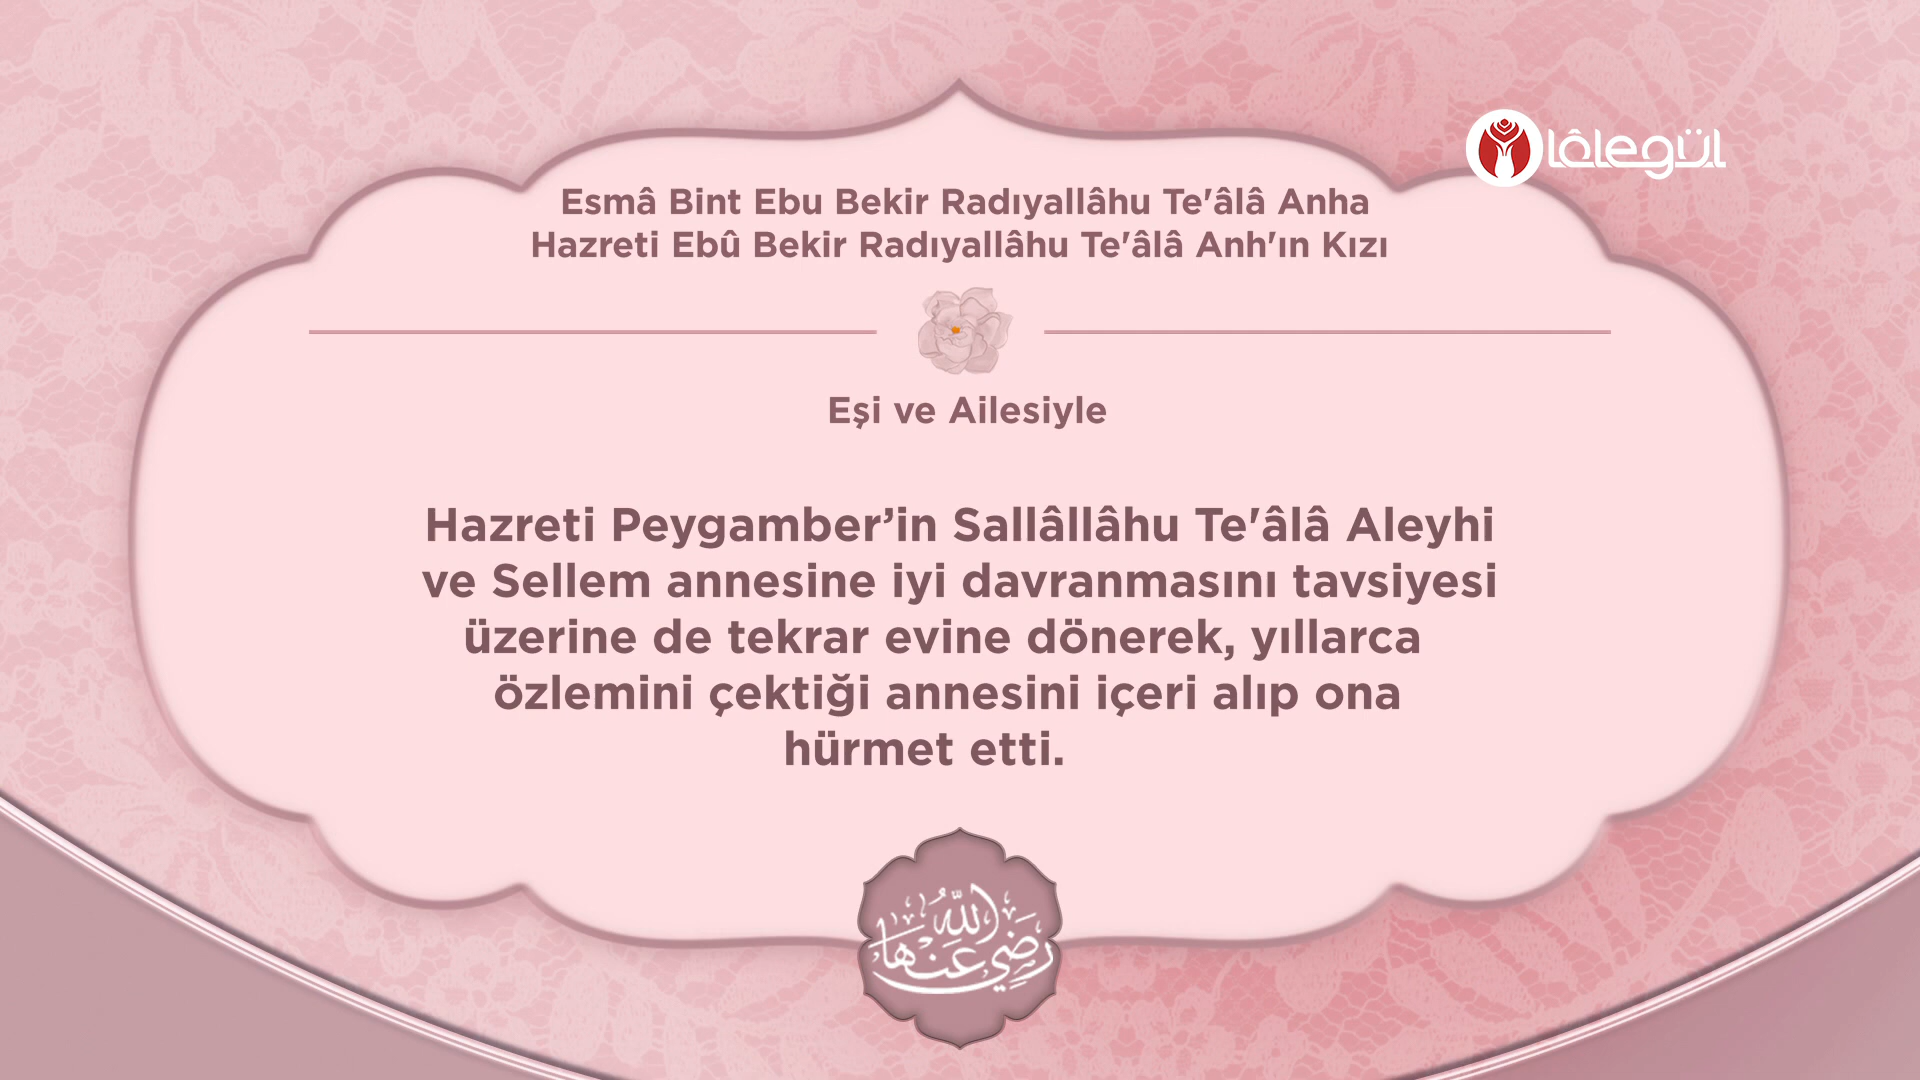 lâlegül
Esmâ Bint Ebu Bekir Radıyallâhu Te'âlâ Anha
Hazreti Ebû Bekir Radıyallâhu Te'âlâ Anh'ın Kızı
Eşi ve Ailesiyle
Hazreti Peygamber’in Sallâllâhu Te'âlâ Aleyhi
ve Sellem annesine iyi davranmasını tavsiyesi
üzerine de tekrar evine dönerek, yıllarca
özlemini çektiği annesini içeri alıp ona
hürmet etti.
رَضِيَ اللهُ عَنْهَا